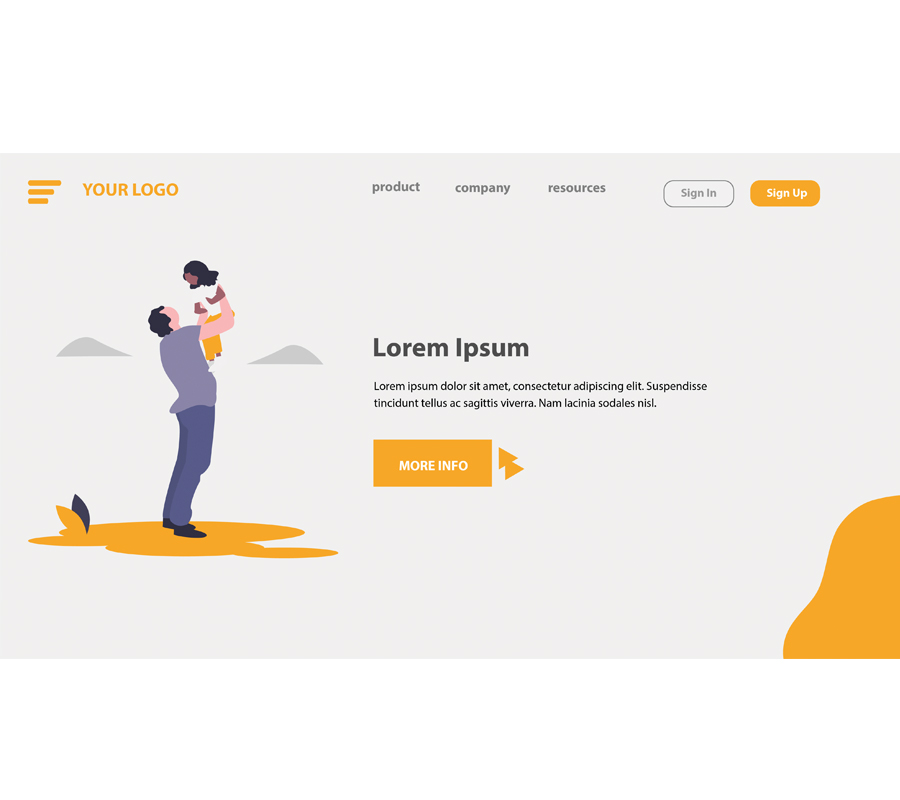 YOUR LOGO
product
company
resources
Sign In
Sign Up
Lorem Ipsum
Lorem ipsum dolor sit amet, consectetur adipiscing elit. Suspendisse
tincidunt tellus ac sagittis viverra. Nam lacinia sodales nisl.
MORE INFO